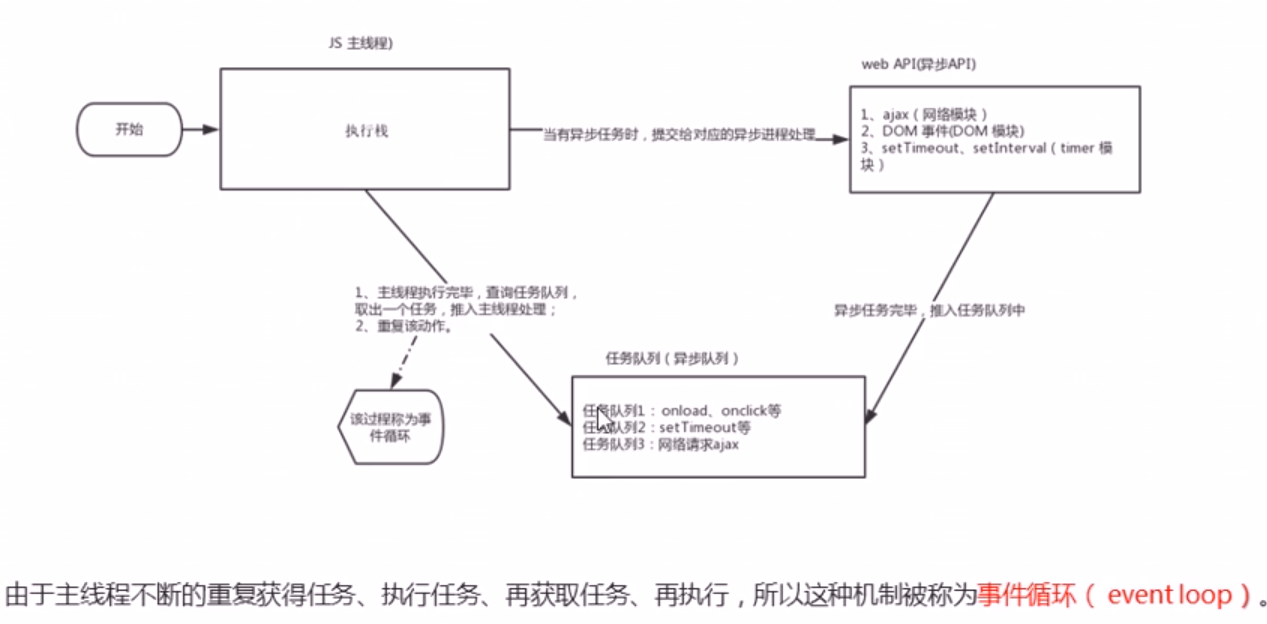 JS 主线程)
web API(异步API)
开始
执行栈
当有异步任务时，提交给对应的异步进程处理
1、ajax（网络模块）
2、DOM 事件(DOM 模块)
3、setTimeout、setInterval（timer 模
块）
1、主线程执行完毕，查询任务队列，
取出一个任务，推入主线程处理；
2、重复该动作。
异步任务完毕，推入任务队列中
任务队列（异步队列）
该过程称为事
件循环
任务队列1：onload、onclick等
任务队列2：setTimeout等
任务队列3：网络请求ajax
由于主线程不断的重复获得任务、执行任务、再获取任务、再执行，所以这种机制被称为事件循环（ event loop）。